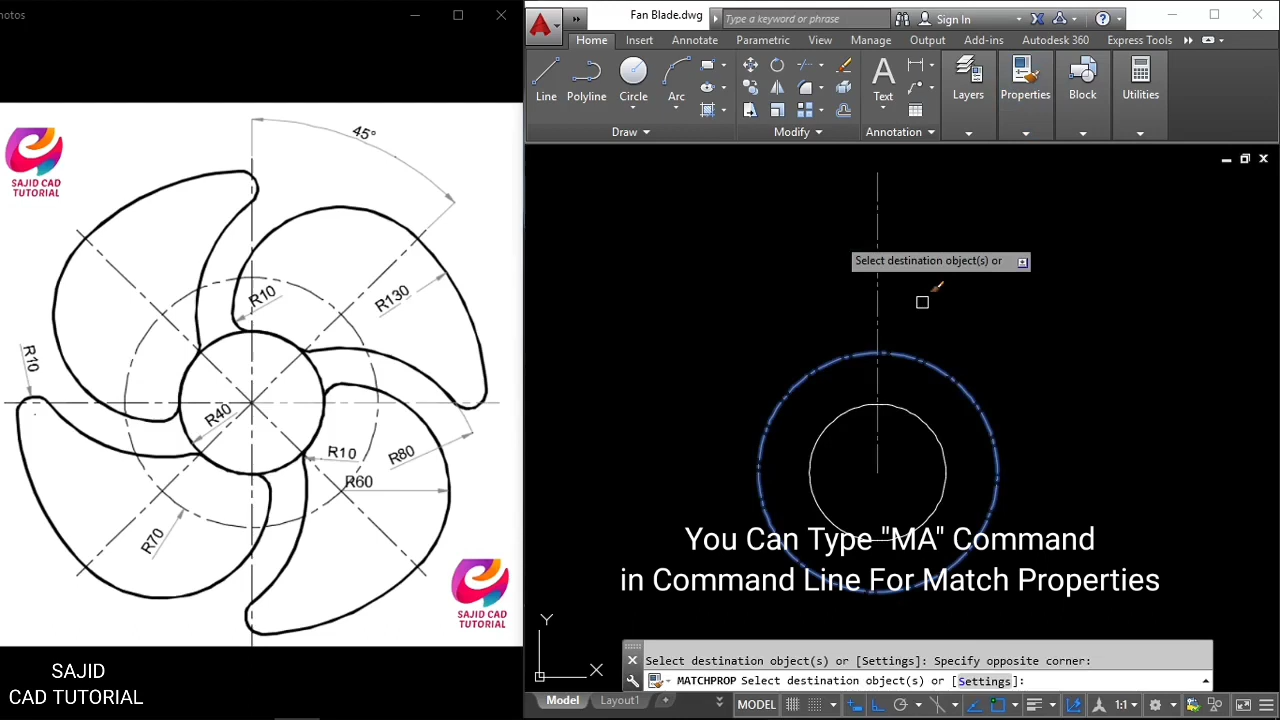 otos
SAJID CAD
TUTORIAL
45°
R10
R130
R10
R40
R10
R80
R60
R70
SAJID CAD
TUTORIAL
SAJID
CAD TUTORIAL
Fan Blade.dwg
Type a keyword or phrase
Sign In
Home
Insert
Annotate
Parametric
View
Manage
Output
Add-ins
Autodesk 360
Express Tools
Line
Polyline
Circle
Arc
Text
Layers
Properties
Block
Utilities
Draw
Modify
Annotation
Select destination object(s) or
You Can Type "MA" Command
in Command Line For Match Properties
Y
X
Select destination object(s) or [Settings]: Specify opposite corner:
MATCHPROP Select destination object(s) or [Settings]:
Model
Layout1
MODEL
1:1